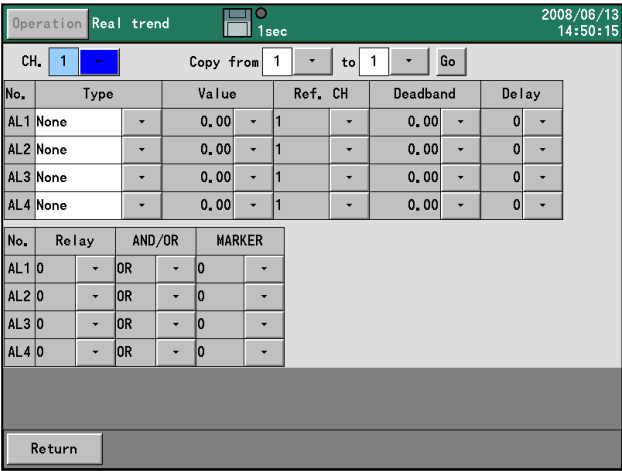 Operation Real trend 1sec 2008/06/13
14:50:15
CH. 1 Copy from 1 to 1 Go
No. Type Value Ref. CH Deadband Delay
AL1 None 0.00 1 0.00 0
AL2 None 0.00 1 0.00 0
AL3 None 0.00 1 0.00 0
AL4 None 0.00 1 0.00 0
No. Relay AND/OR MARKER
AL1 0 OR 0
AL2 0 OR 0
AL3 0 OR 0
AL4 0 OR 0
Return